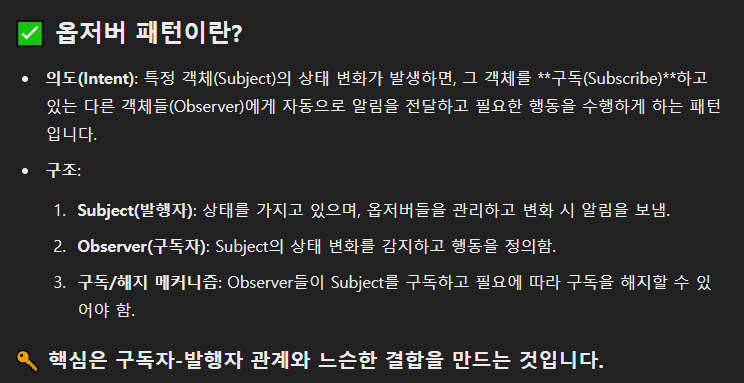 ✅ 옵저버 패턴이란?
• 의도(Intent): 특정 객체(Subject)의 상태 변화가 발생하면, 그 객체를 **구독(Subscribe)**하고
있는 다른 객체들(Observer)에게 자동으로 알림을 전달하고 필요한 행동을 수행하게 하는 패턴
입니다.
• 구조:
1. Subject(발행자): 상태를 가지고 있으며, 옵저버들을 관리하고 변화 시 알림을 보냄.
2. Observer(구독자): Subject의 상태 변화를 감지하고 행동을 정의함.
3. 구독/해지 메커니즘: Observer들이 Subject를 구독하고 필요에 따라 구독을 해지할 수 있
어야 함.
🔑 핵심은 구독자-발행자 관계와 느슨한 결합을 만드는 것입니다.